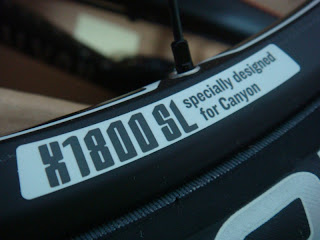 X1800 SL
specially designed
for Canyon